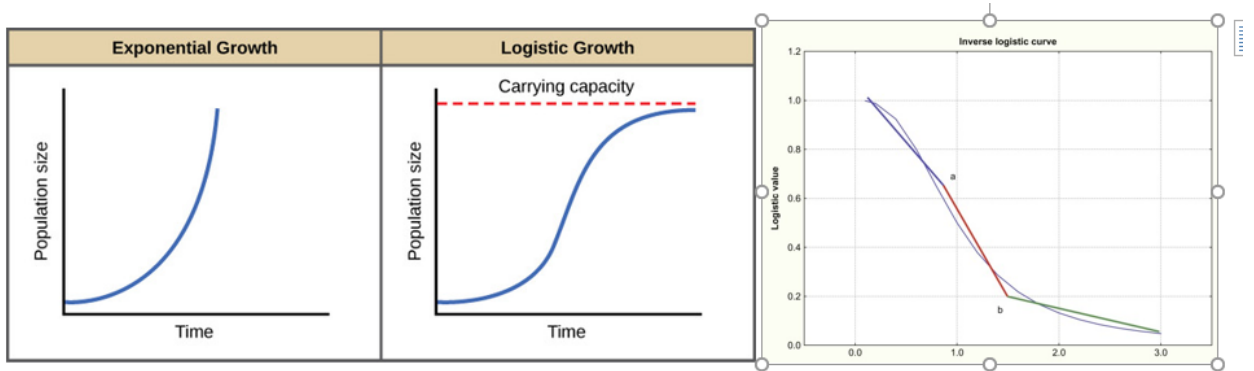 Exponential Growth
Population size
Time
Logistic Growth
Carrying capacity
Population size
Time
Inverse logistic curve
Logistic value
1.2
1.0
0.8
0.6
0.4
0.2
0.0
a
b
0.0 1.0 2.0 3.0